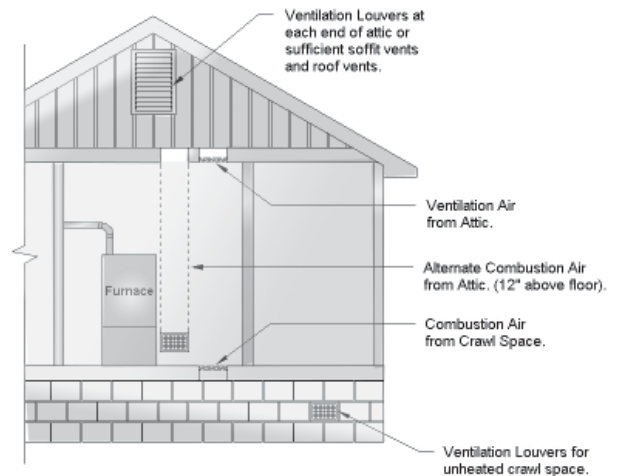 Ventilation Louvers at
each end of attic or
sufficient soffit vents
and roof vents.
Ventilation Air
from Attic.
Alternate Combustion Air
from Attic. (12" above floor).
Furnace
Combustion Air
from Crawl Space.
Ventilation Louvers for
unheated crawl space.